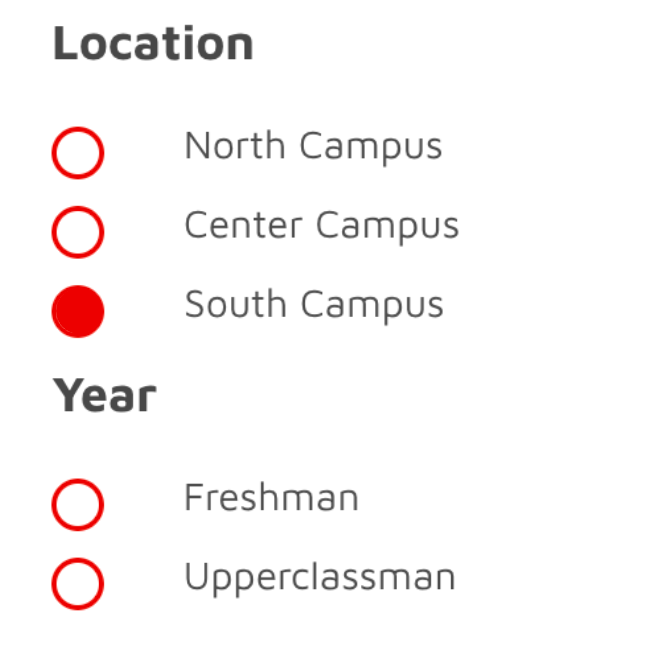 Location
North Campus
Center Campus
South Campus
Year
Freshman
Upperclassman